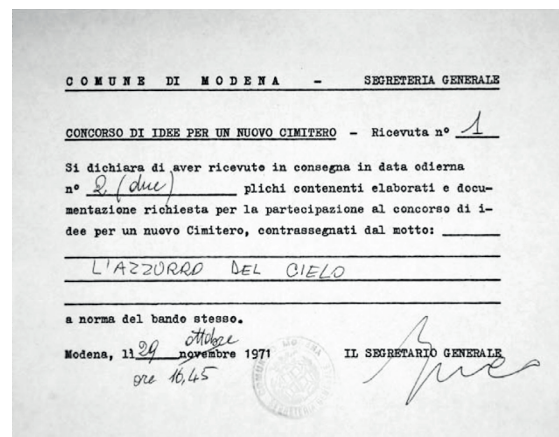 COMUNE DI MODENA - SEGRETERIA GENERALE
CONCORSO DI IDEE PER UN NUOVO CIMITERO - Ricevuta n° 1
Si dichiara di aver ricevuto in consegna in data odierna
n° 2 (due) plichi contenenti elaborati e docu-
mentazione richiesta per la partecipazione al concorso di i-
dee per un nuovo Cimitero, contrassegnati dal motto:
L'AZZURRO DEL CIELO
a norma del bando stesso.
ottobre
Modena, li 29 novembre 1971 IL SEGRETARIO GENERALE
ore 16,45